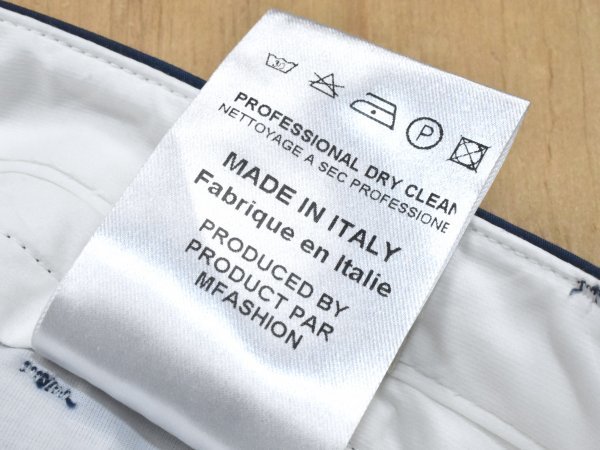 PROFESSIONAL DRY CLEAN
NETTOYAGE A SEC PROFESSIONE
MADE IN ITALY
Fabrique en Italie
PRODUCED BY
PRODUCT PAR
MFASHION